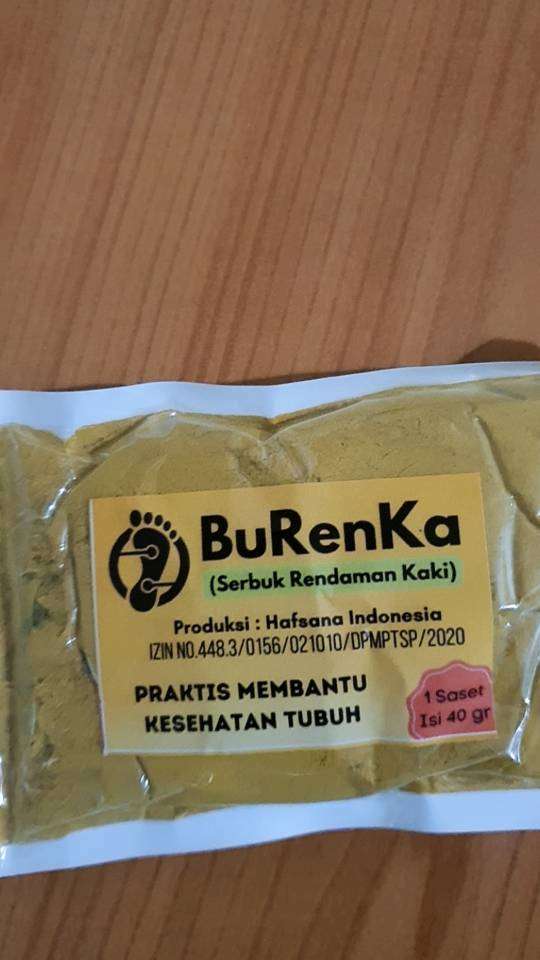 BuRenKa
(Serbuk Rendaman Kaki)
Produksi : Hafsana Indonesia
IZIN NO.448.3/0156/021010/DPMPTSP/2020
PRAKTIS MEMBANTU
KESEHATAN TUBUH
1 Saset
Isi 40 gr